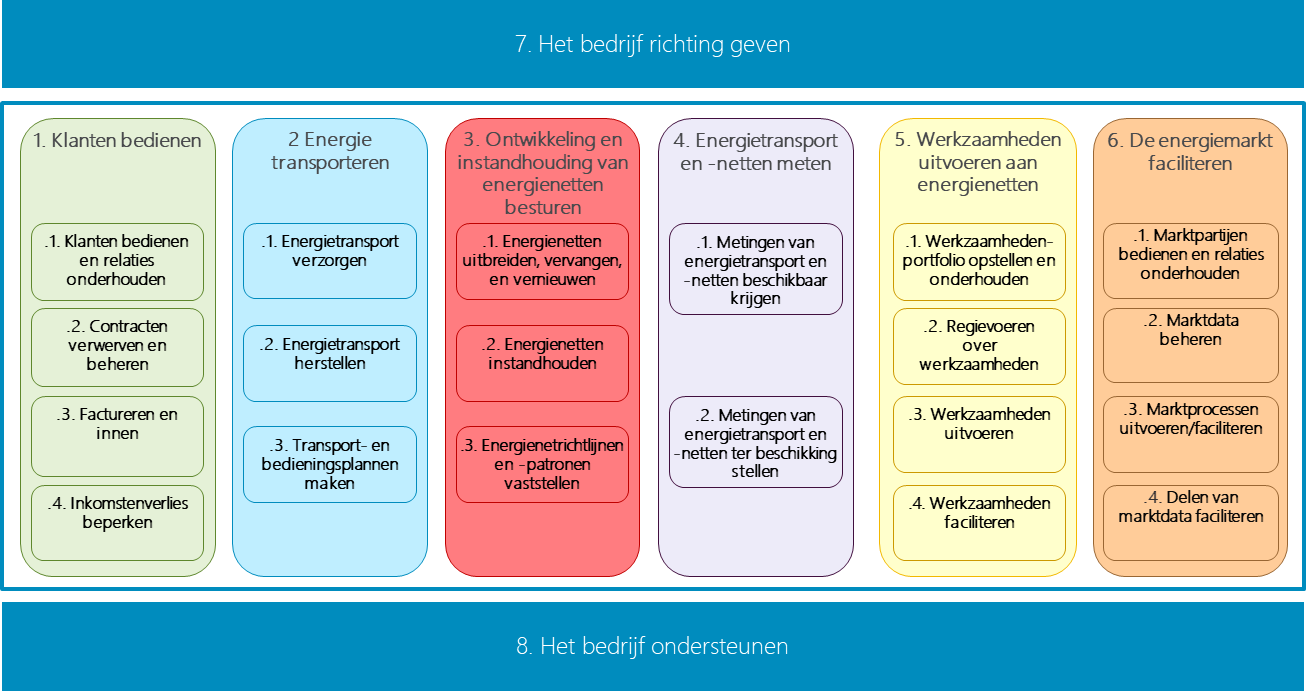 7. Het bedrijf richting geven
1. Klanten bedienen
.1. Klanten bedienen
en relaties
onderhouden
.2. Contracten
verwerven en
beheren
.3. Factureren en
innen
.4. Inkomstenverlies
beperken
2 Energie
transporteren
.1. Energietransport
verzorgen
.2. Energietransport
herstellen
.3. Transport- en
bedieningsplannen
maken
3. Ontwikkeling en
instandhouding van
energienetten
besturen
.1. Energienetten
uitbreiden, vervangen,
en vernieuwen
.2. Energienetten
instandhouden
.3. Energienetrichtlijnen
en -patronen
vaststellen
4. Energietransport
en -netten meten
.1. Metingen van
energietransport en
-netten beschikbaar
krijgen
.2. Metingen van
energietransport en
-netten ter beschikking
stellen
5. Werkzaamheden
uitvoeren aan
energienetten
.1. Werkzaamheden-
portfolio opstellen en
onderhouden
.2. Regievoeren
over
werkzaamheden
.3. Werkzaamheden
uitvoeren
.4. Werkzaamheden
faciliteren
6. De energiemarkt
faciliteren
.1. Marktpartijen
bedienen en relaties
onderhouden
.2. Marktdata
beheren
.3. Marktprocessen
uitvoeren/faciliteren
.4. Delen van
marktdata faciliteren
8. Het bedrijf ondersteunen